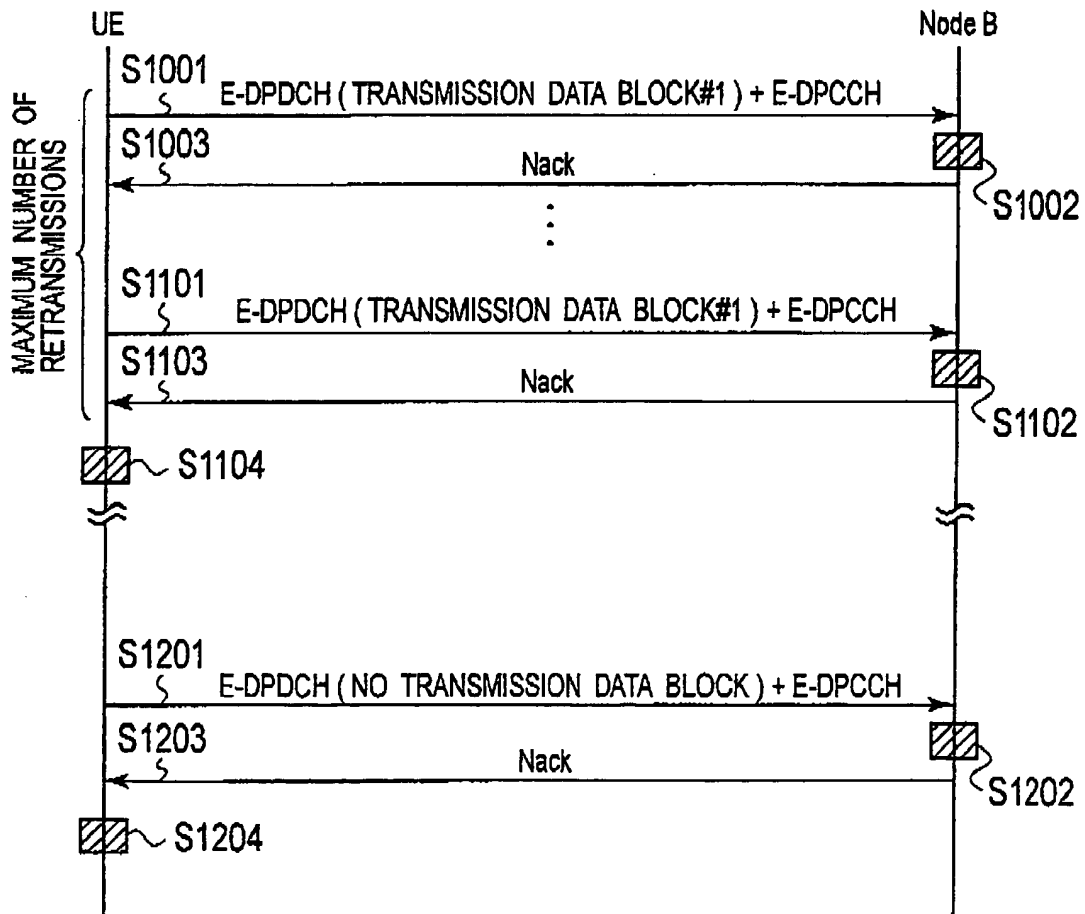 UE
Node B
S1001
E-DPDCH (TRANSMISSION DATA BLOCK#1) + E-DPCCH
MAXIMUM NUMBER OF
RETRANSMISSIONS
S1003
Nack
S1002
S1101
E-DPDCH (TRANSMISSION DATA BLOCK#1) + E-DPCCH
S1103
Nack
S1102
S1104
S1201
E-DPDCH (NO TRANSMISSION DATA BLOCK) + E-DPCCH
S1203
Nack
S1202
S1204